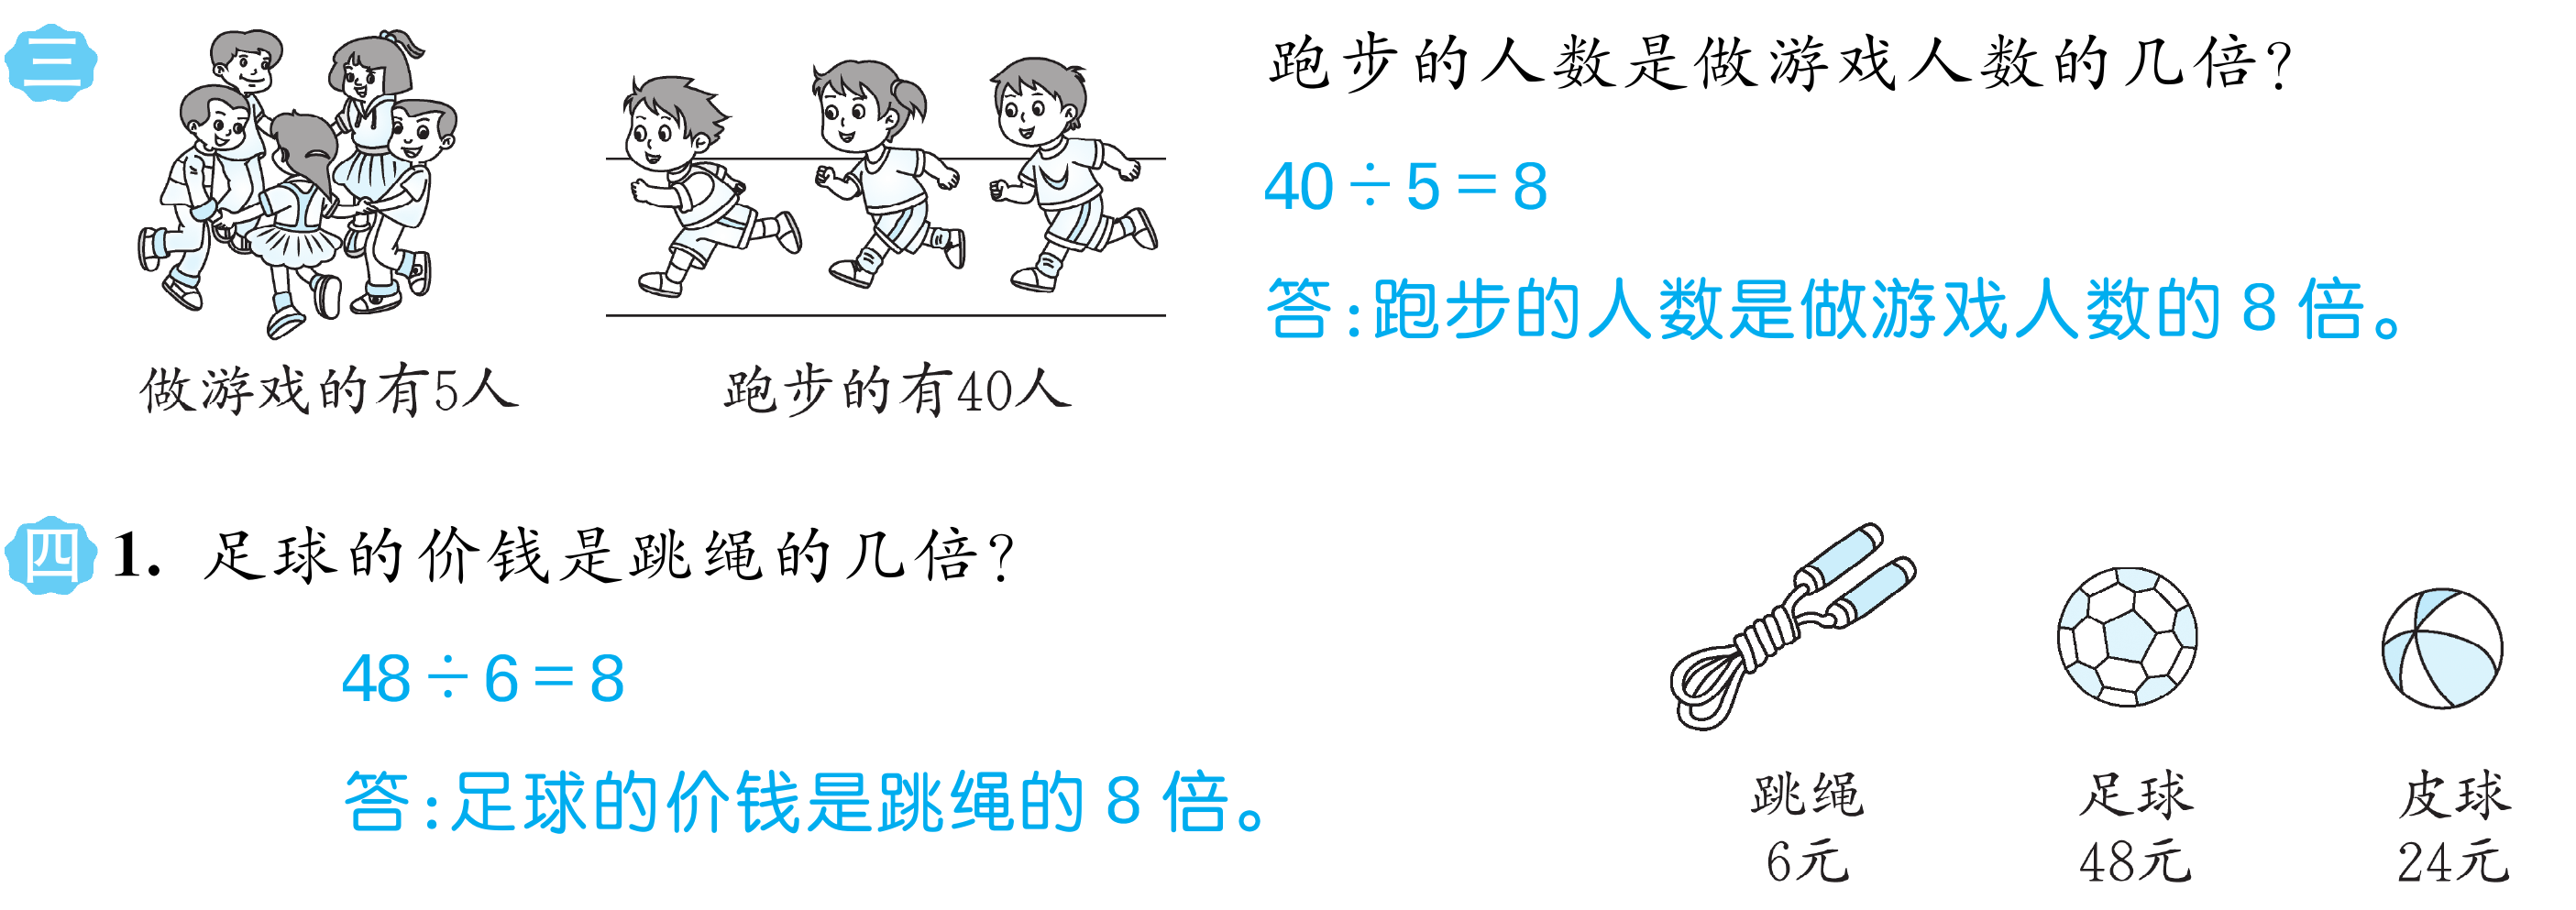 三
跑步的人数是做游戏人数的几倍?
40÷5=8
答:跑步的人数是做游戏人数的8倍。
做游戏的有5人
跑步的有40人
四 1. 足球的价钱是跳绳的几倍?
48÷6=8
答:足球的价钱是跳绳的8倍。
跳绳 足球 皮球
6元 48元 24元